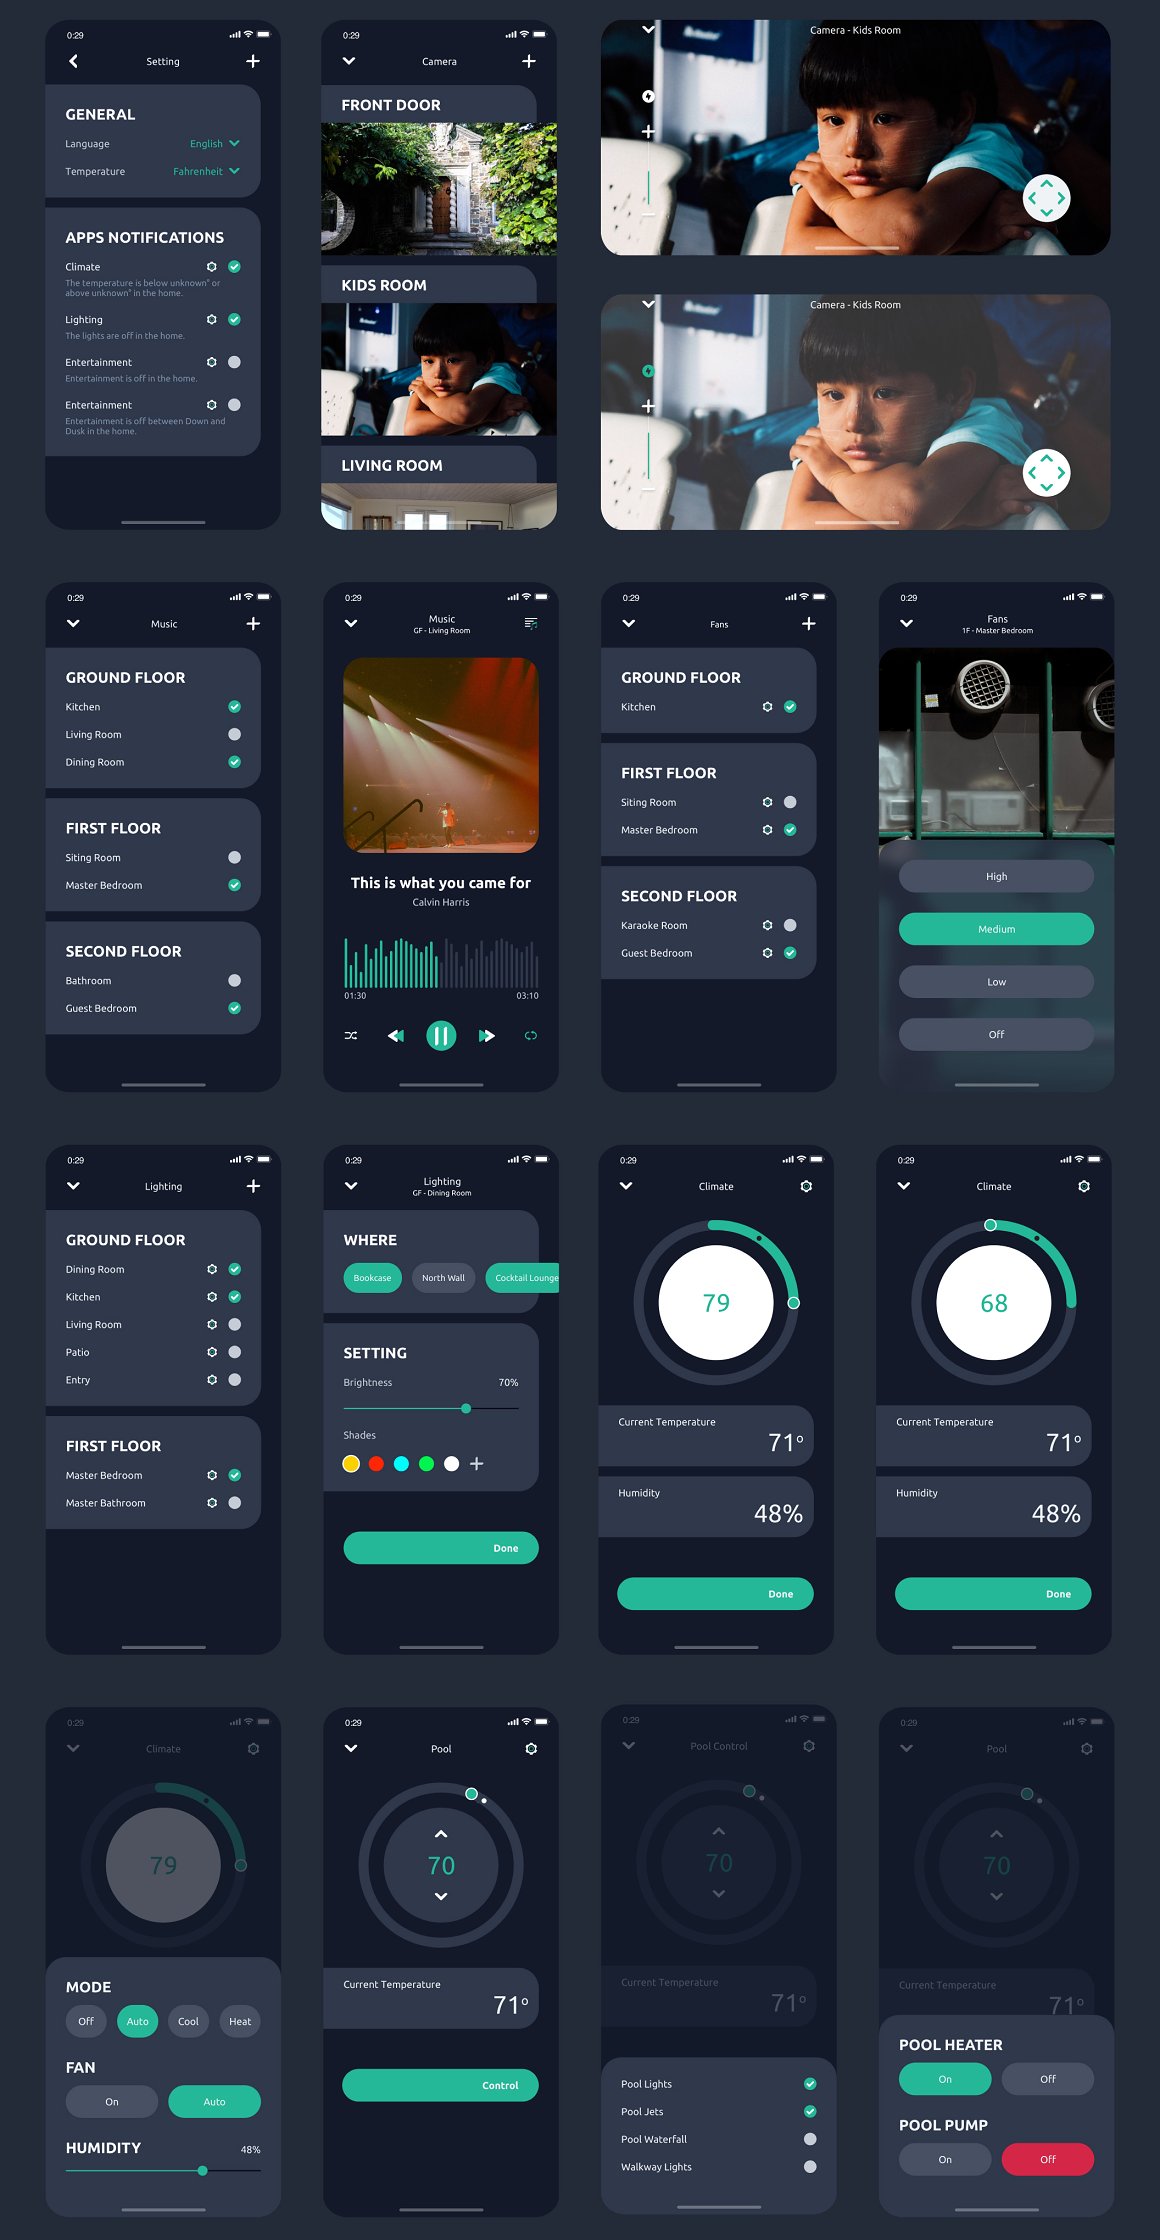 0:29
Setting
GENERAL
Language English
Temperature Fahrenheit
APPS NOTIFICATIONS
Climate
The temperature is below unknown° or
above unknown° in the home.
Lighting
The lights are off in the home.
Entertainment
Entertainment is off in the home.
Entertainment
Entertainment is off between Down and
Dusk in the home.
0:29
Camera
FRONT DOOR
KIDS ROOM
LIVING ROOM
Camera - Kids Room
Camera - Kids Room
0:29
Music
GROUND FLOOR
Kitchen
Living Room
Dining Room
FIRST FLOOR
Siting Room
Master Bedroom
SECOND FLOOR
Bathroom
Guest Bedroom
0:29
Music
GF - Living Room
This is what you came for
Calvin Harris
01:30 03:10
0:29
Fans
GROUND FLOOR
Kitchen
FIRST FLOOR
Siting Room
Master Bedroom
SECOND FLOOR
Karaoke Room
Guest Bedroom
0:29
Fans
1F - Master Bedroom
High
Medium
Low
Off
0:29
Lighting
GROUND FLOOR
Dining Room
Kitchen
Living Room
Patio
Entry
FIRST FLOOR
Master Bedroom
Master Bathroom
0:29
Lighting
GF - Dining Room
WHERE
Bookcase North Wall Cocktail Lounge
SETTING
Brightness 70%
Shades
Done
0:29
Climate
79
Current Temperature
71°
Humidity
48%
Done
0:29
Climate
68
Current Temperature
71°
Humidity
48%
Done
0:29
Climate
79
MODE
Off Auto Cool Heat
FAN
On Auto
HUMIDITY 48%
0:29
Pool
70
Current Temperature
71°
Control
0:29
Pool Control
70
Current Temperature
71°
Pool Lights
Pool Jets
Pool Waterfall
Walkway Lights
0:29
Pool
70
Current Temperature
71°
POOL HEATER
On Off
POOL PUMP
On Off